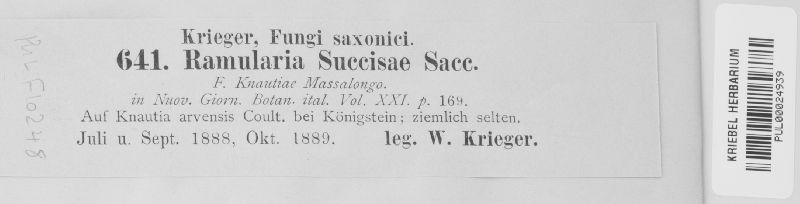 Krieger, Fungi saxonici.
641. Ramularia Succisae Sacc.
F. Knautiae Massalongo.
in Nuov. Giorn. Botan. ital. Vol. XXI. p. 169.
Auf Knautia arvensis Coult. bei Königstein; ziemlich selten.
Juli u. Sept. 1888, Okt. 1889. leg. W. Krieger.
KRIEBEL HERBARIUM
PUL00024939
PUL F10248